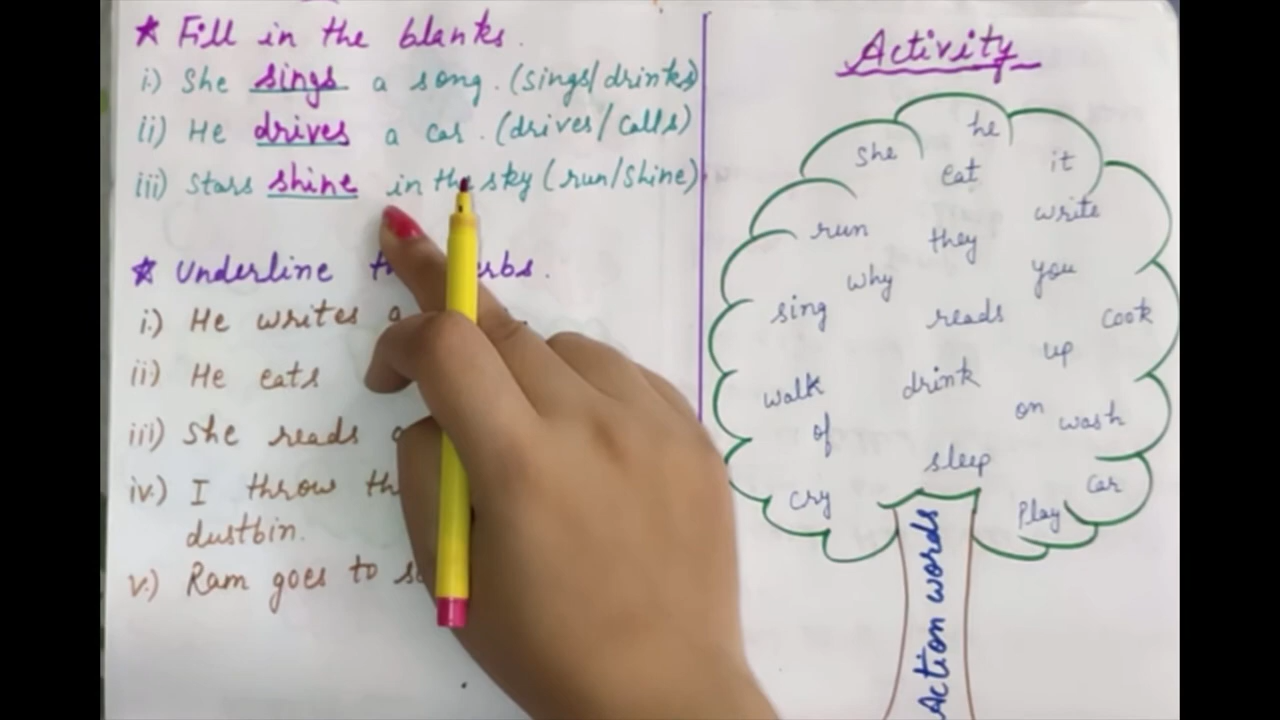 ★ Fill in the blanks.
i) She sings a song. (Sings/drinks)
ii) He drives a car. (drives/calls)
iii) Stars shine in the sky (run/Shine)
★ Underline
i.) He writes
ii.) He eats
iii) She reads
iv.) I throw
dustbin.
v.) Ram goes to
Activity
he
she
eat
it
run
they
write
why
you
sing
reads
cook
up
walk
drink
on
wash
of
sleep
cry
Play
car
Action words